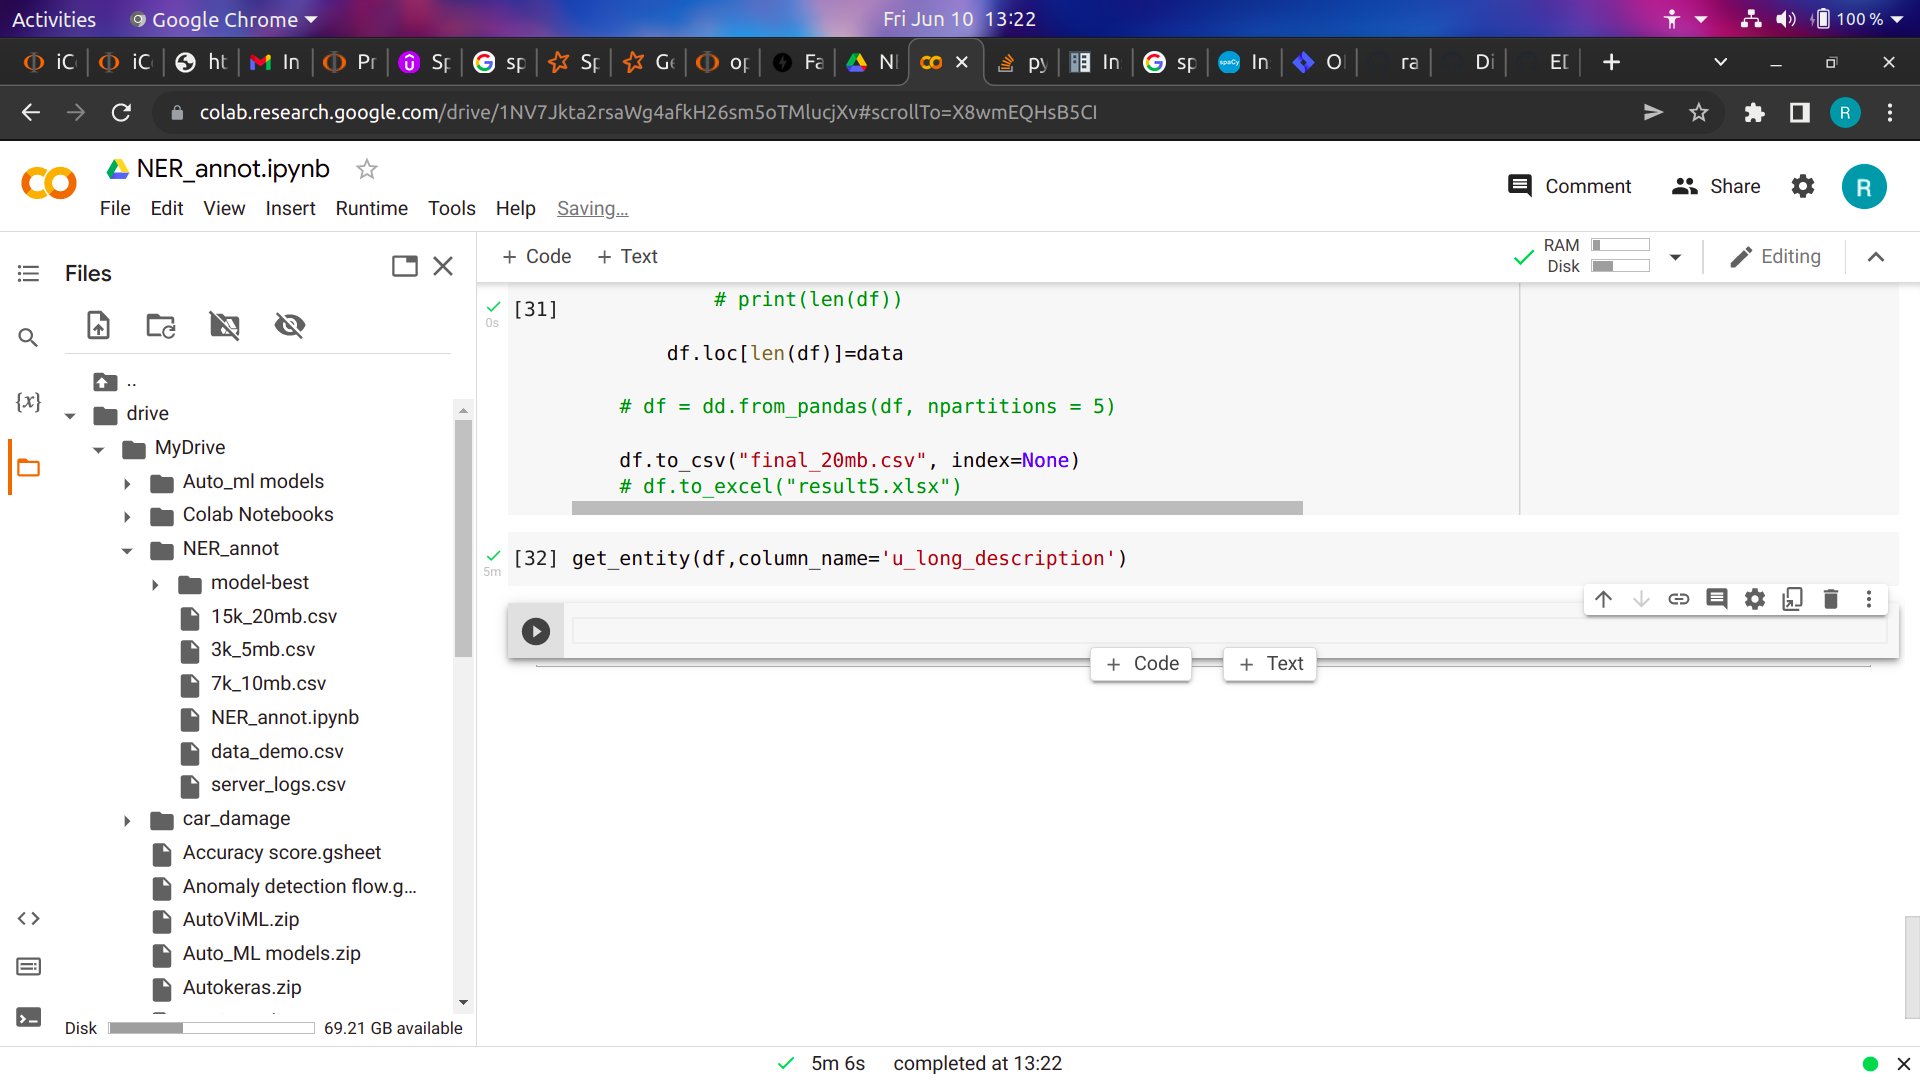 Activities Google Chrome Fri Jun 10 13:22 100 %
iC iC ht In Pr Sp sp Sp Ge op Fa NE py In sp In Ol ra Di ED
colab.research.google.com/drive/1NV7Jkta2rsaWg4afkH26sm5oTMlucjXv#scrollTo=X8wmEQHsB5CI R
NER_annot.ipynb
Comment Share R
File Edit View Insert Runtime Tools Help Saving...
Files
+ Code + Text
RAM
Disk
Editing
[31]
0s
# print(len(df))
df.loc[len(df)]=data
# df = dd.from_pandas(df, npartitions = 5)
df.to_csv("final_20mb.csv", index=None)
# df.to_excel("result5.xlsx")
[32] get_entity(df,column_name='u_long_description')
5m
+ Code + Text
{x}
..
drive
MyDrive
Auto_ml models
Colab Notebooks
NER_annot
model-best
15k_20mb.csv
3k_5mb.csv
7k_10mb.csv
NER_annot.ipynb
data_demo.csv
server_logs.csv
car_damage
Accuracy score.gsheet
Anomaly detection flow.g...
AutoViML.zip
Auto_ML models.zip
Autokeras.zip
Disk 69.21 GB available
5m 6s completed at 13:22